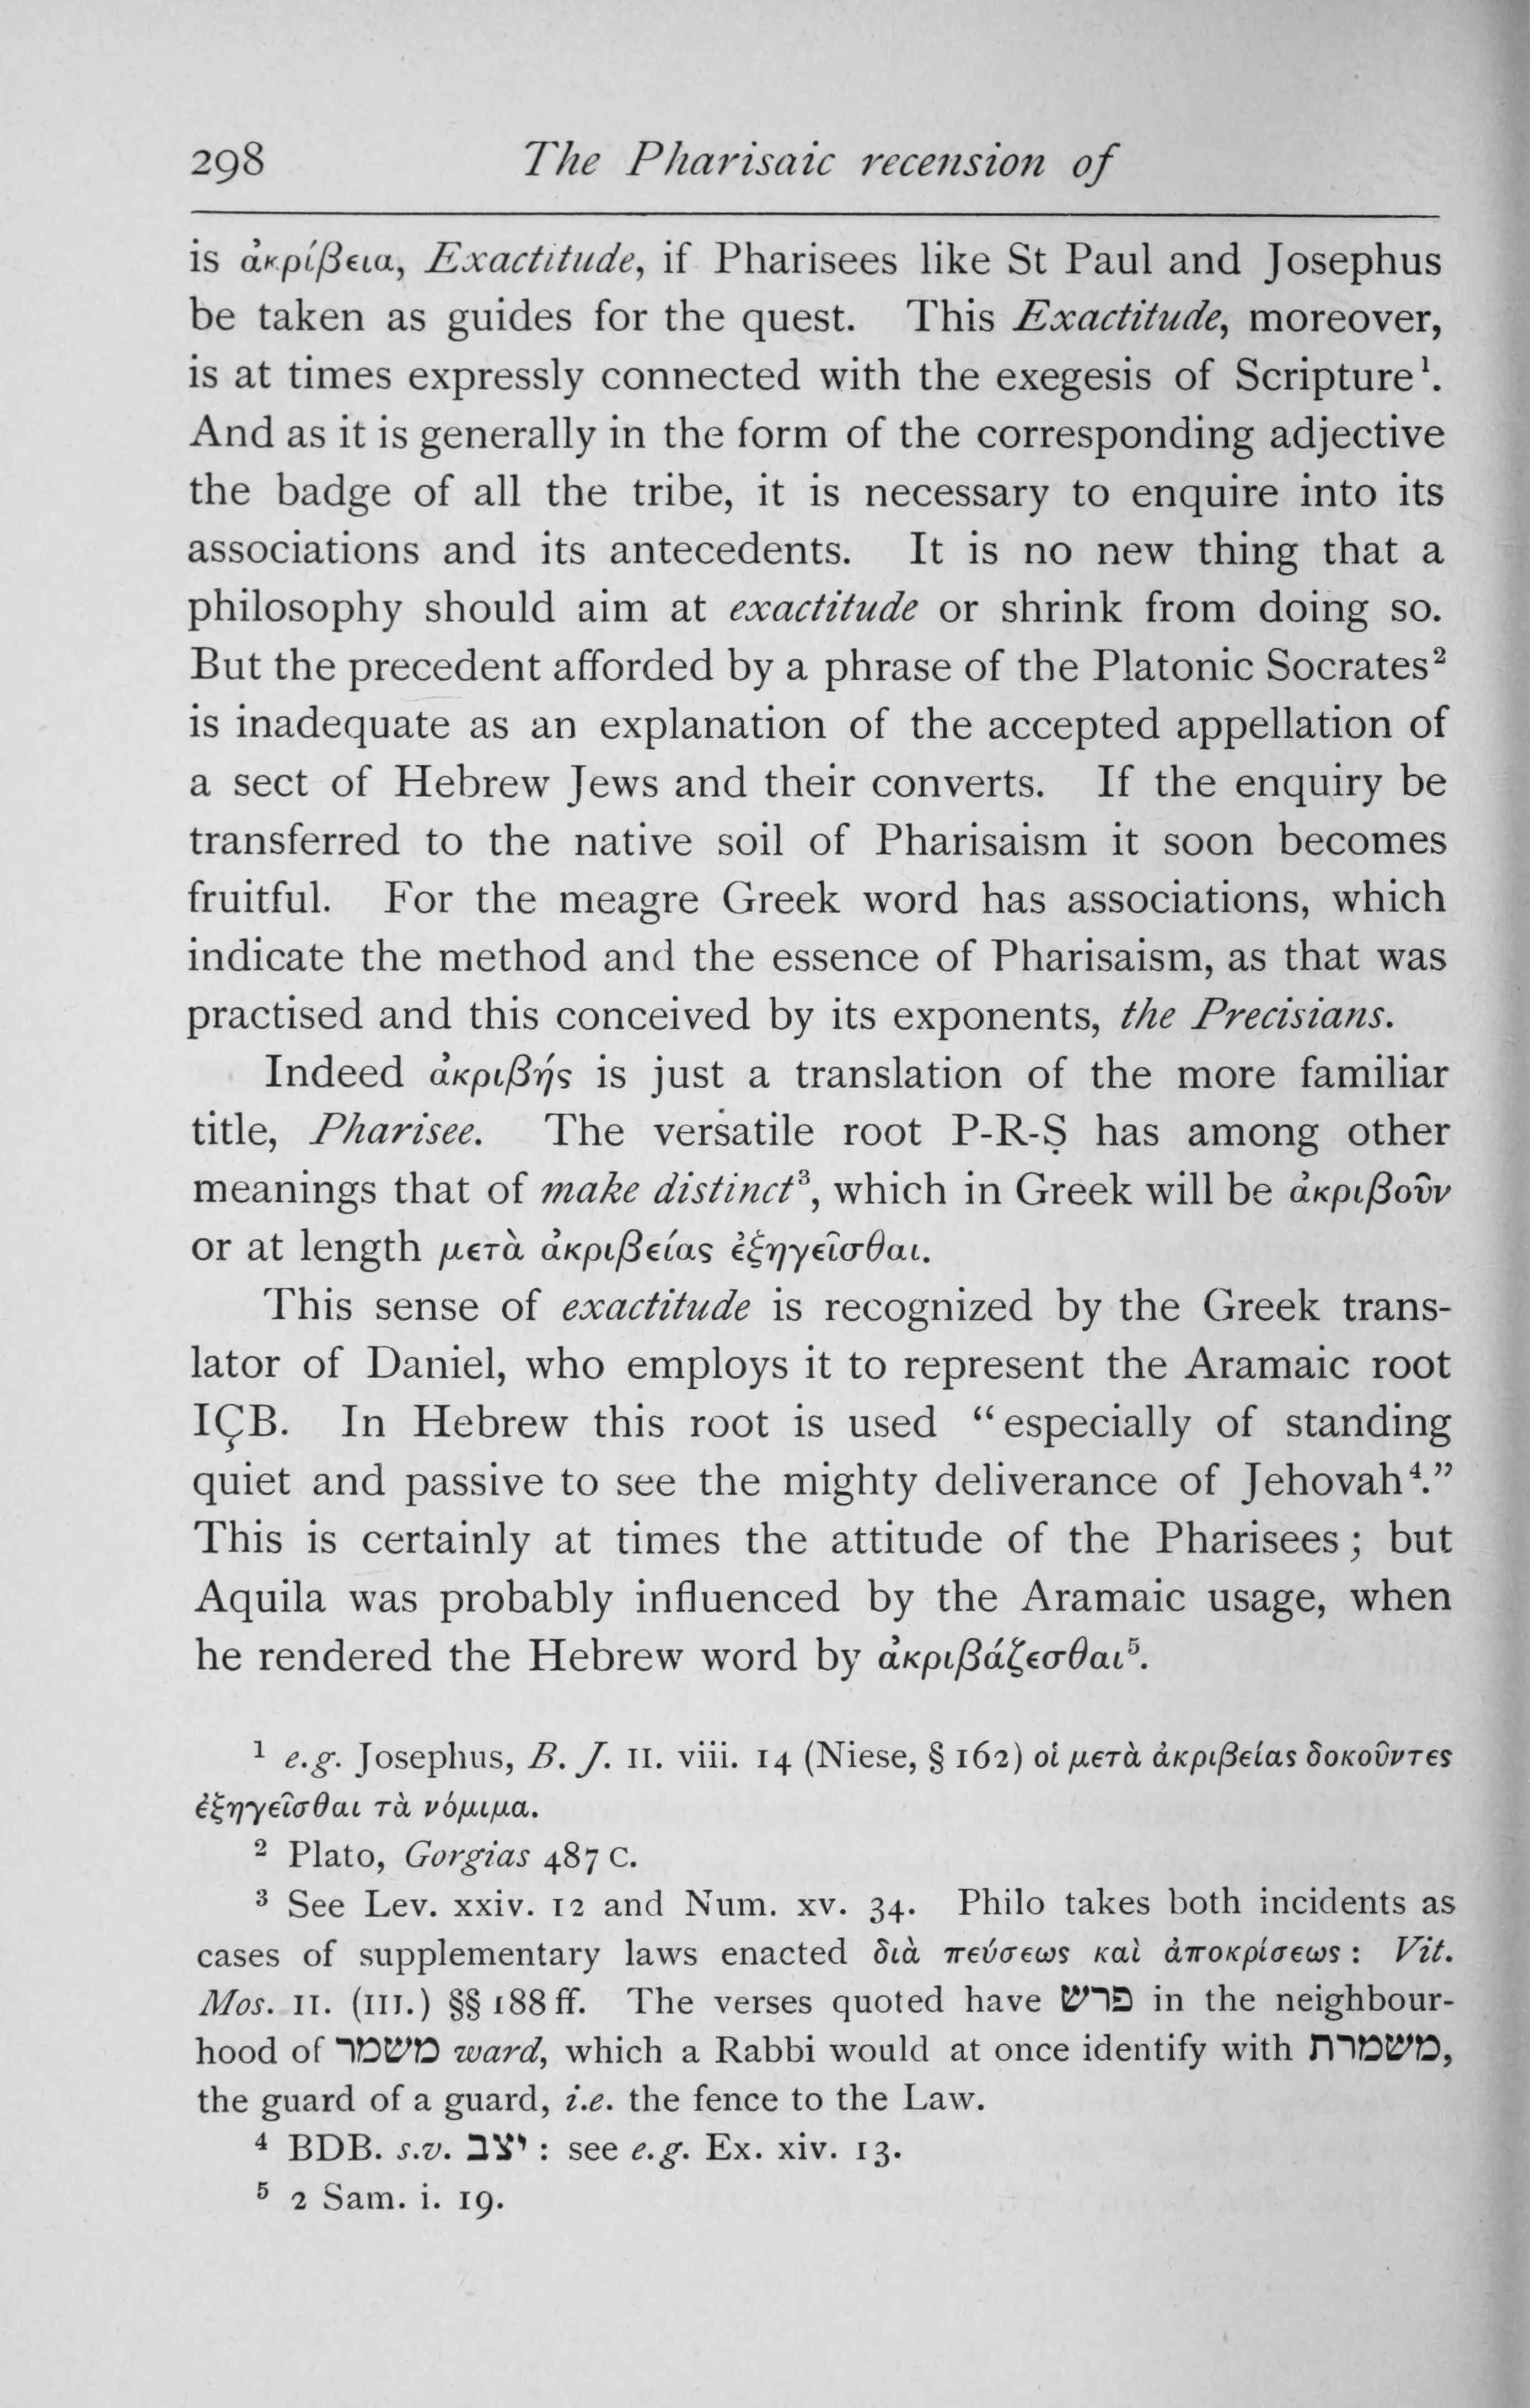 298 The Pharisaic recension of
is ἀκρίβεια, Exactitude, if Pharisees like St Paul and Josephus
be taken as guides for the quest. This Exactitude, moreover,
is at times expressly connected with the exegesis of Scripture¹.
And as it is generally in the form of the corresponding adjective
the badge of all the tribe, it is necessary to enquire into its
associations and its antecedents. It is no new thing that a
philosophy should aim at exactitude or shrink from doing so.
But the precedent afforded by a phrase of the Platonic Socrates²
is inadequate as an explanation of the accepted appellation of
a sect of Hebrew Jews and their converts. If the enquiry be
transferred to the native soil of Pharisaism it soon becomes
fruitful. For the meagre Greek word has associations, which
indicate the method and the essence of Pharisaism, as that was
practised and this conceived by its exponents, the Precisians.
Indeed ἀκριβής is just a translation of the more familiar
title, Pharisee. The versatile root P-R-Ṣ has among other
meanings that of make distinct³, which in Greek will be ἀκριβοῦν
or at length μετὰ ἀκριβείας ἐξηγεῖσθαι.
This sense of exactitude is recognized by the Greek trans-
lator of Daniel, who employs it to represent the Aramaic root
IÇB. In Hebrew this root is used “especially of standing
quiet and passive to see the mighty deliverance of Jehovah⁴.”
This is certainly at times the attitude of the Pharisees; but
Aquila was probably influenced by the Aramaic usage, when
he rendered the Hebrew word by ἀκριβάζεσθαι⁵.
¹ e.g. Josephus, B. J. II. viii. 14 (Niese, § 162) οἱ μετὰ ἀκριβείας δοκοῦντες
ἐξηγεῖσθαι τὰ νόμιμα.
² Plato, Gorgias 487 C.
³ See Lev. xxiv. 12 and Num. xv. 34. Philo takes both incidents as
cases of supplementary laws enacted διὰ πεύσεως καὶ ἀποκρίσεως: Vit.
Mos. II. (III.) §§ 188 ff. The verses quoted have פרש in the neighbour-
hood of משמר ward, which a Rabbi would at once identify with משמרת,
the guard of a guard, i.e. the fence to the Law.
⁴ BDB. s.v. יצב: see e.g. Ex. xiv. 13.
⁵ 2 Sam. i. 19.